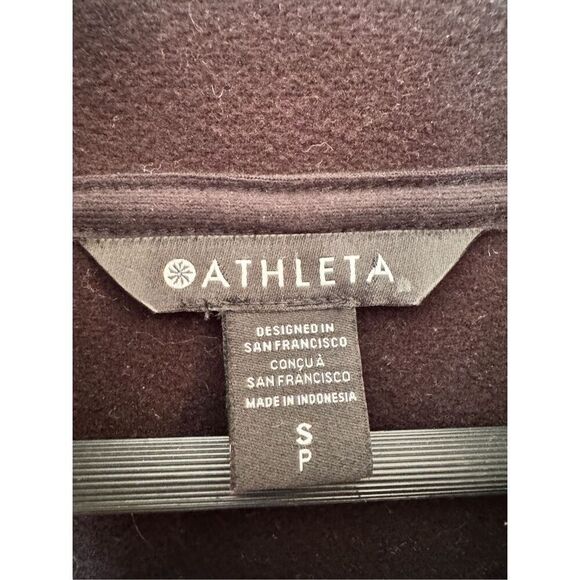 ATHLETA
DESIGNED IN
SAN FRANCISCO
CONÇU À
SAN FRANCISCO
MADE IN INDONESIA
S
P